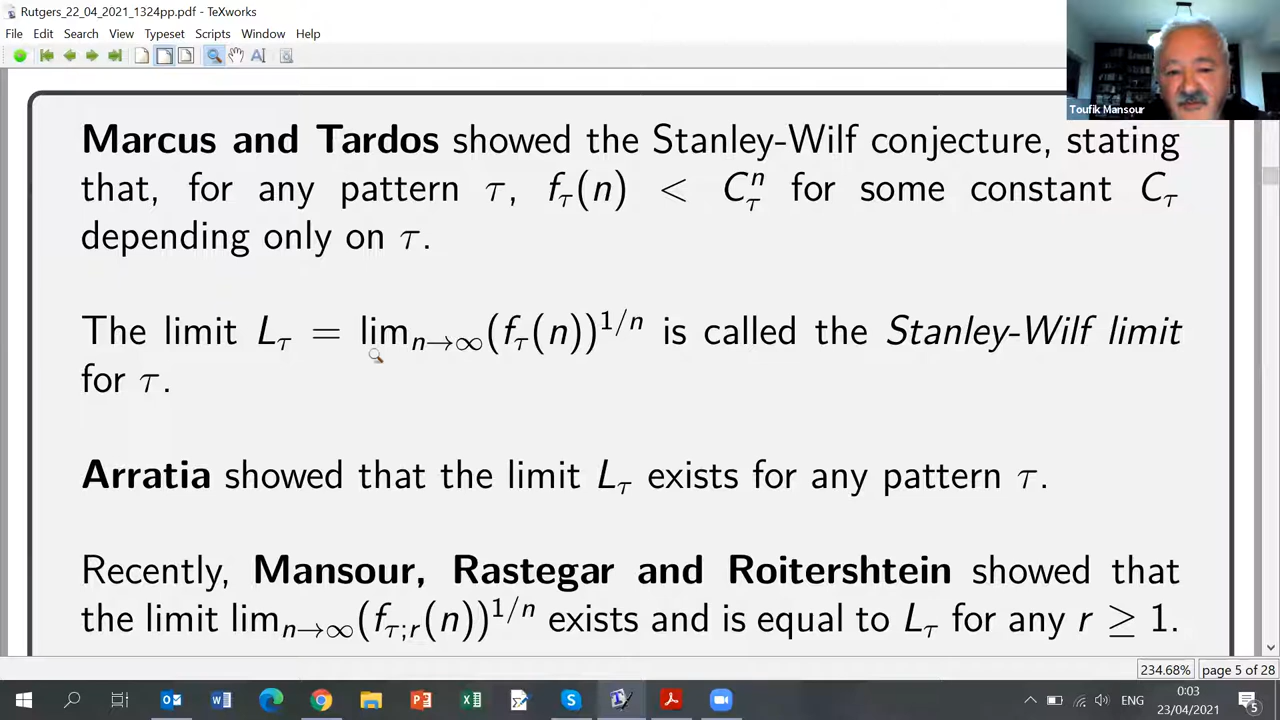 Rutgers_22_04_2021_1324pp.pdf - TeXworks
File Edit Search View Typeset Scripts Window Help
Toufik Mansour
Marcus and Tardos showed the Stanley-Wilf conjecture, stating
that, for any pattern τ, f_τ(n) < C_τ^n for some constant C_τ
depending only on τ.
The limit L_τ = lim_{n→∞}(f_τ(n))^{1/n} is called the Stanley-Wilf limit
for τ.
Arratia showed that the limit L_τ exists for any pattern τ.
Recently, Mansour, Rastegar and Roitershtein showed that
the limit lim_{n→∞}(f_{τ;r}(n))^{1/n} exists and is equal to L_τ for any r ≥ 1.
234.68% page 5 of 28
ENG
0:03
23/04/2021
5